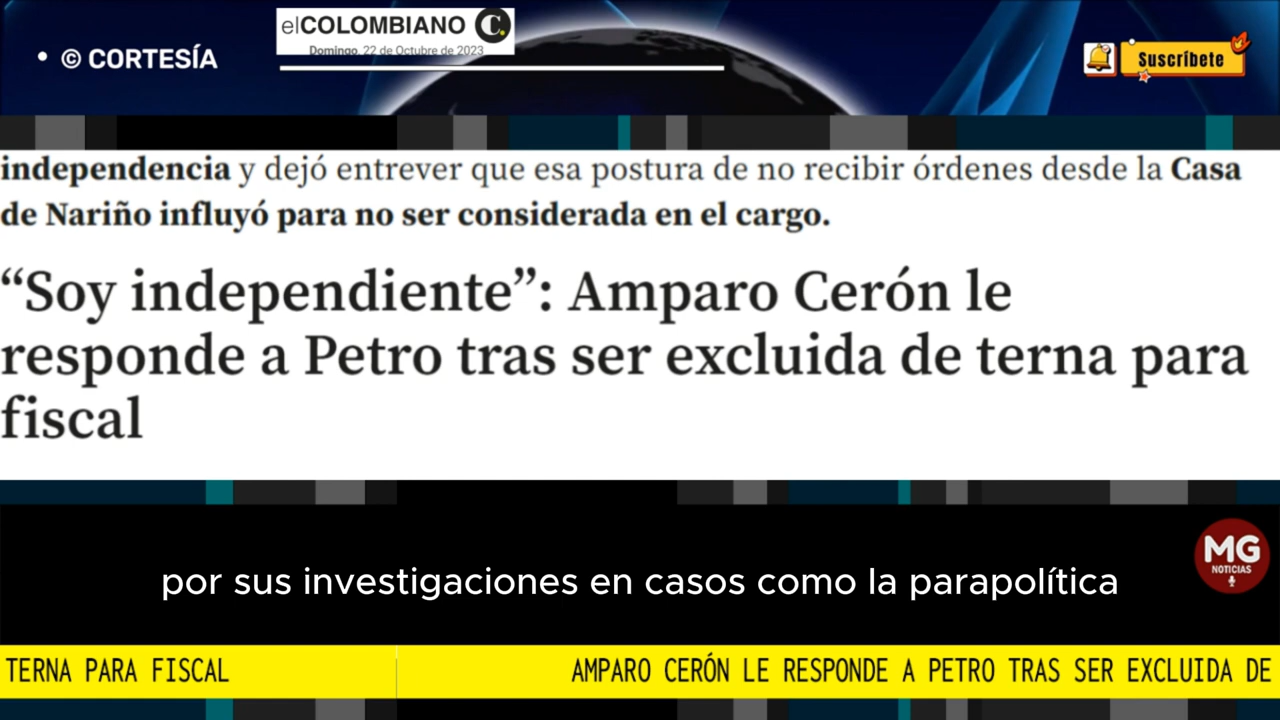 elCOLOMBIANO C.
Domingo, 22 de Octubre de 2023
• © CORTESÍA
Suscríbete
independencia y dejó entrever que esa postura de no recibir órdenes desde la Casa
de Nariño influyó para no ser considerada en el cargo.
“Soy independiente”: Amparo Cerón le
responde a Petro tras ser excluida de terna para
fiscal
MG
NOTICIAS
por sus investigaciones en casos como la parapolítica
TERNA PARA FISCAL
AMPARO CERÓN LE RESPONDE A PETRO TRAS SER EXCLUIDA DE